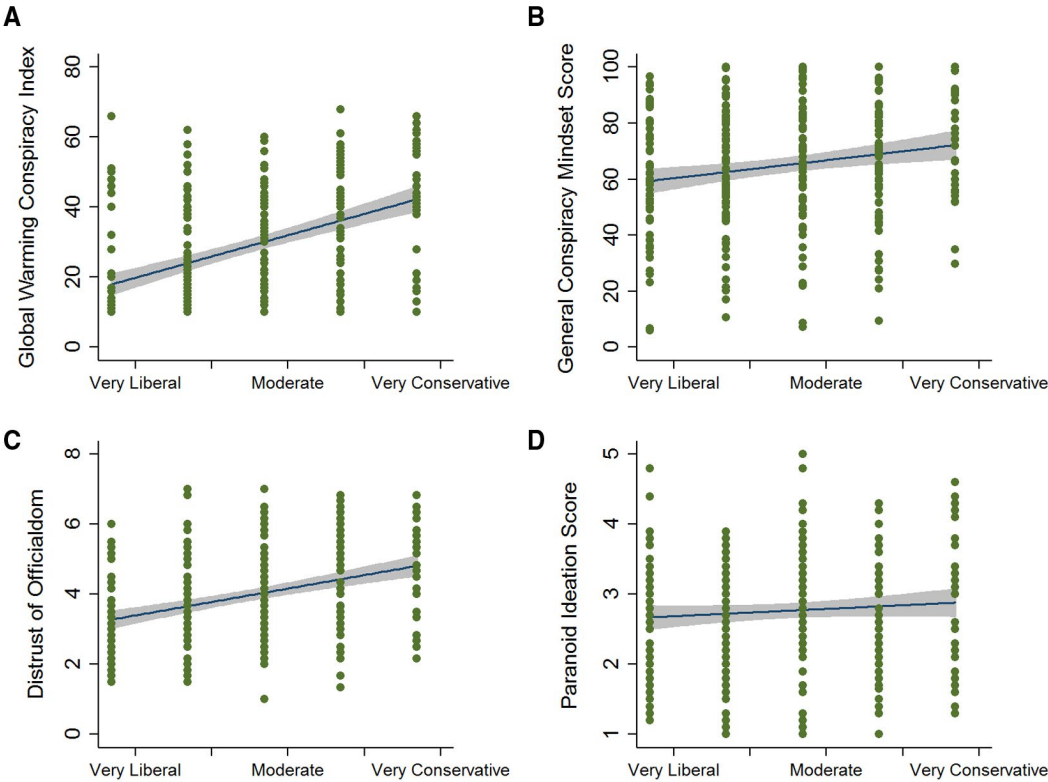 A
Global Warming Conspiracy Index
80
60
40
20
0
Very Liberal Moderate Very Conservative
B
General Conspiracy Mindset Score
100
80
60
40
20
0
Very Liberal Moderate Very Conservative
C
Distrust of Officialdom
8
6
4
2
0
Very Liberal Moderate Very Conservative
D
Paranoid Ideation Score
5
4
3
2
1
Very Liberal Moderate Very Conservative